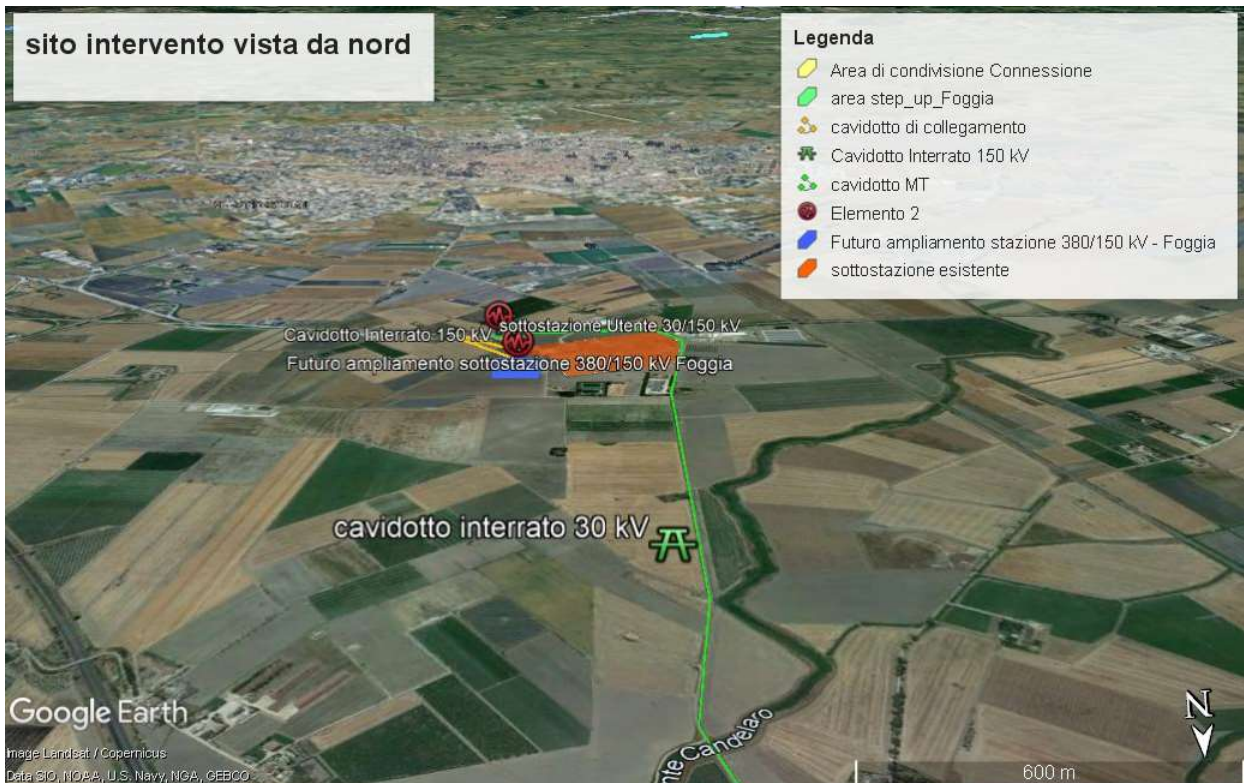 sito intervento vista da nord
Legenda
Area di condivisione Connessione
area step_up_Foggia
cavidotto di collegamento
Cavidotto Interrato 150 kV
cavidotto MT
Elemento 2
Futuro ampliamento stazione 380/150 kV - Foggia
sottostazione esistente
sottostazione Utente 30/150 kV
Cavidotto Interrato 150 kV
Futuro ampliamento sottostazione 380/150 kV Foggia
cavidotto interrato 30 kV
nte Candelaro
Google Earth
Image Landsat / Copernicus
Data SIO, NOAA, U.S. Navy, NGA, GEBCO
N
600 m